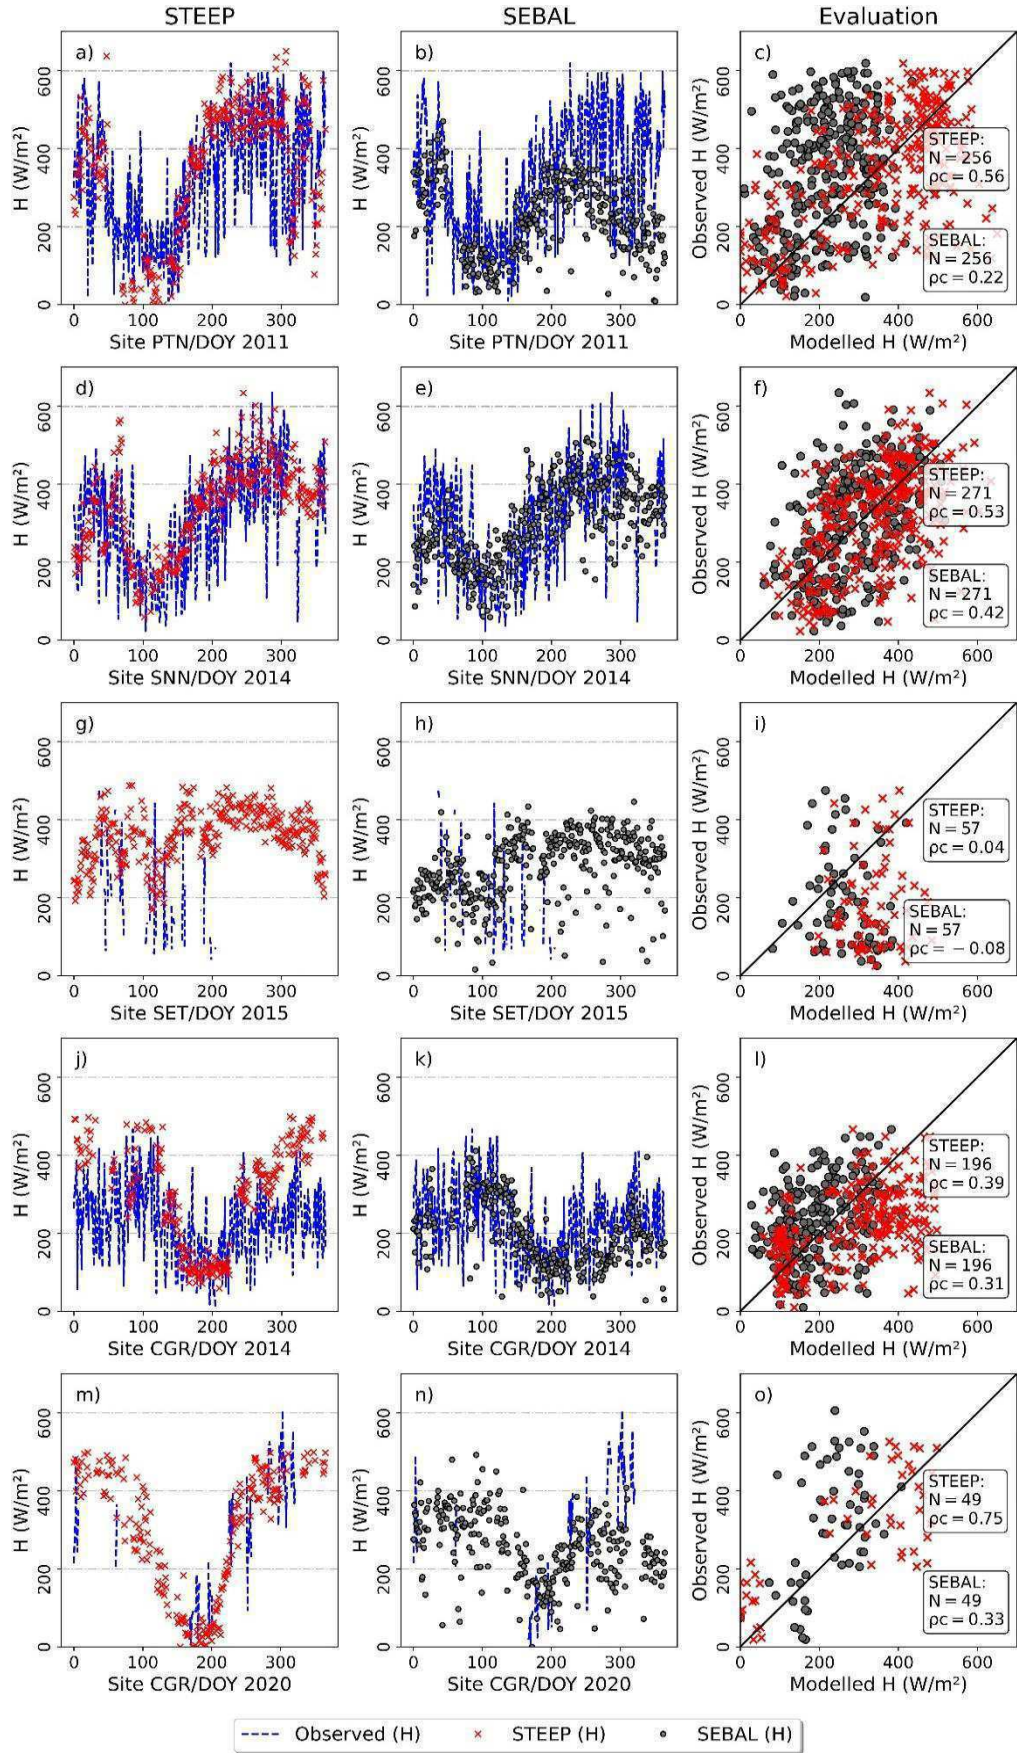 STEEP SEBAL Evaluation
a) b) c)
H (W/m²) H (W/m²) Observed H (W/m²)
0 200 400 600 0 200 400 600 0 200 400 600
STEEP:
N = 256
ρc = 0.56
SEBAL:
N = 256
ρc = 0.22
0 100 200 300 0 100 200 300 0 200 400 600
Site PTN/DOY 2011 Site PTN/DOY 2011 Modelled H (W/m²)
d) e) f)
H (W/m²) H (W/m²) Observed H (W/m²)
0 200 400 600 0 200 400 600 0 200 400 600
STEEP:
N = 271
ρc = 0.53
SEBAL:
N = 271
ρc = 0.42
0 100 200 300 0 100 200 300 0 200 400 600
Site SNN/DOY 2014 Site SNN/DOY 2014 Modelled H (W/m²)
g) h) i)
H (W/m²) H (W/m²) Observed H (W/m²)
0 200 400 600 0 200 400 600 0 200 400 600
STEEP:
N = 57
ρc = 0.04
SEBAL:
N = 57
ρc = −0.08
0 100 200 300 0 100 200 300 0 200 400 600
Site SET/DOY 2015 Site SET/DOY 2015 Modelled H (W/m²)
j) k) l)
H (W/m²) H (W/m²) Observed H (W/m²)
0 200 400 600 0 200 400 600 0 200 400 600
STEEP:
N = 196
ρc = 0.39
SEBAL:
N = 196
ρc = 0.31
0 100 200 300 0 100 200 300 0 200 400 600
Site CGR/DOY 2014 Site CGR/DOY 2014 Modelled H (W/m²)
m) n) o)
H (W/m²) H (W/m²) Observed H (W/m²)
0 200 400 600 0 200 400 600 0 200 400 600
STEEP:
N = 49
ρc = 0.75
SEBAL:
N = 49
ρc = 0.33
0 100 200 300 0 100 200 300 0 200 400 600
Site CGR/DOY 2020 Site CGR/DOY 2020 Modelled H (W/m²)
Observed (H) STEEP (H) SEBAL (H)